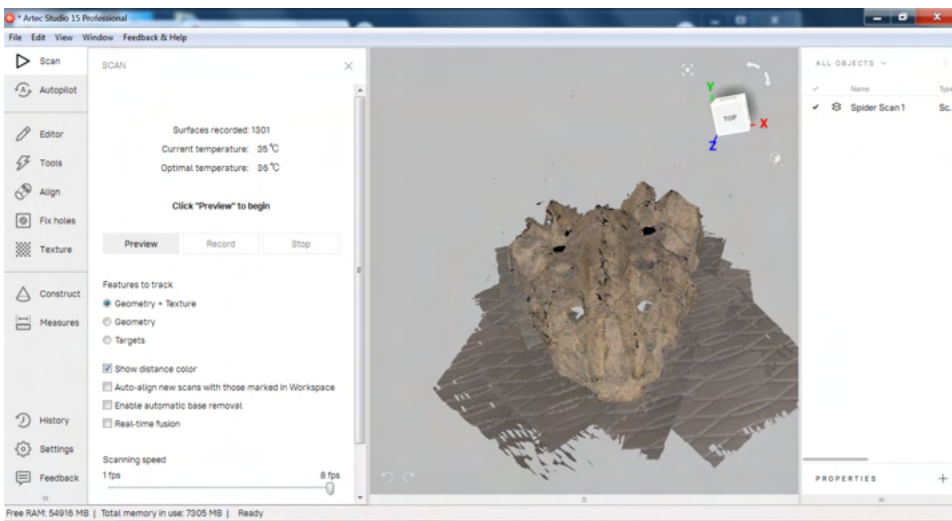 * Artec Studio 15 Professional
File Edit View Window Feedback & Help
Scan
Autopilot
Editor
Tools
Align
Fix holes
Texture
Construct
Measures
History
Settings
Feedback
SCAN
Surfaces recorded: 1301
Current temperature: 35 °C
Optimal temperature: 36 °C
Click "Preview" to begin
Preview Record Stop
Features to track
Geometry + Texture
Geometry
Targets
Show distance color
Auto-align new scans with those marked in Workspace
Enable automatic base removal
Real-time fusion
Scanning speed
1 fps 8 fps
Y
TOP
X
Z
ALL OBJECTS
Name Type
Spider Scan 1 Sc..
PROPERTIES
Free RAM: 54916 MB | Total memory in use: 7305 MB | Ready